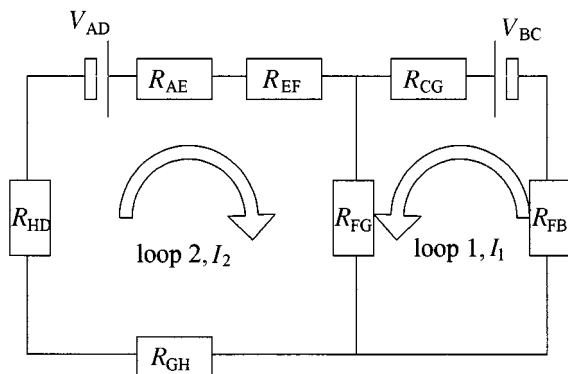 V_AD
V_BC
R_AE R_EF R_CG
R_HD R_FG R_FB
loop 2, I_2 loop 1, I_1
R_GH